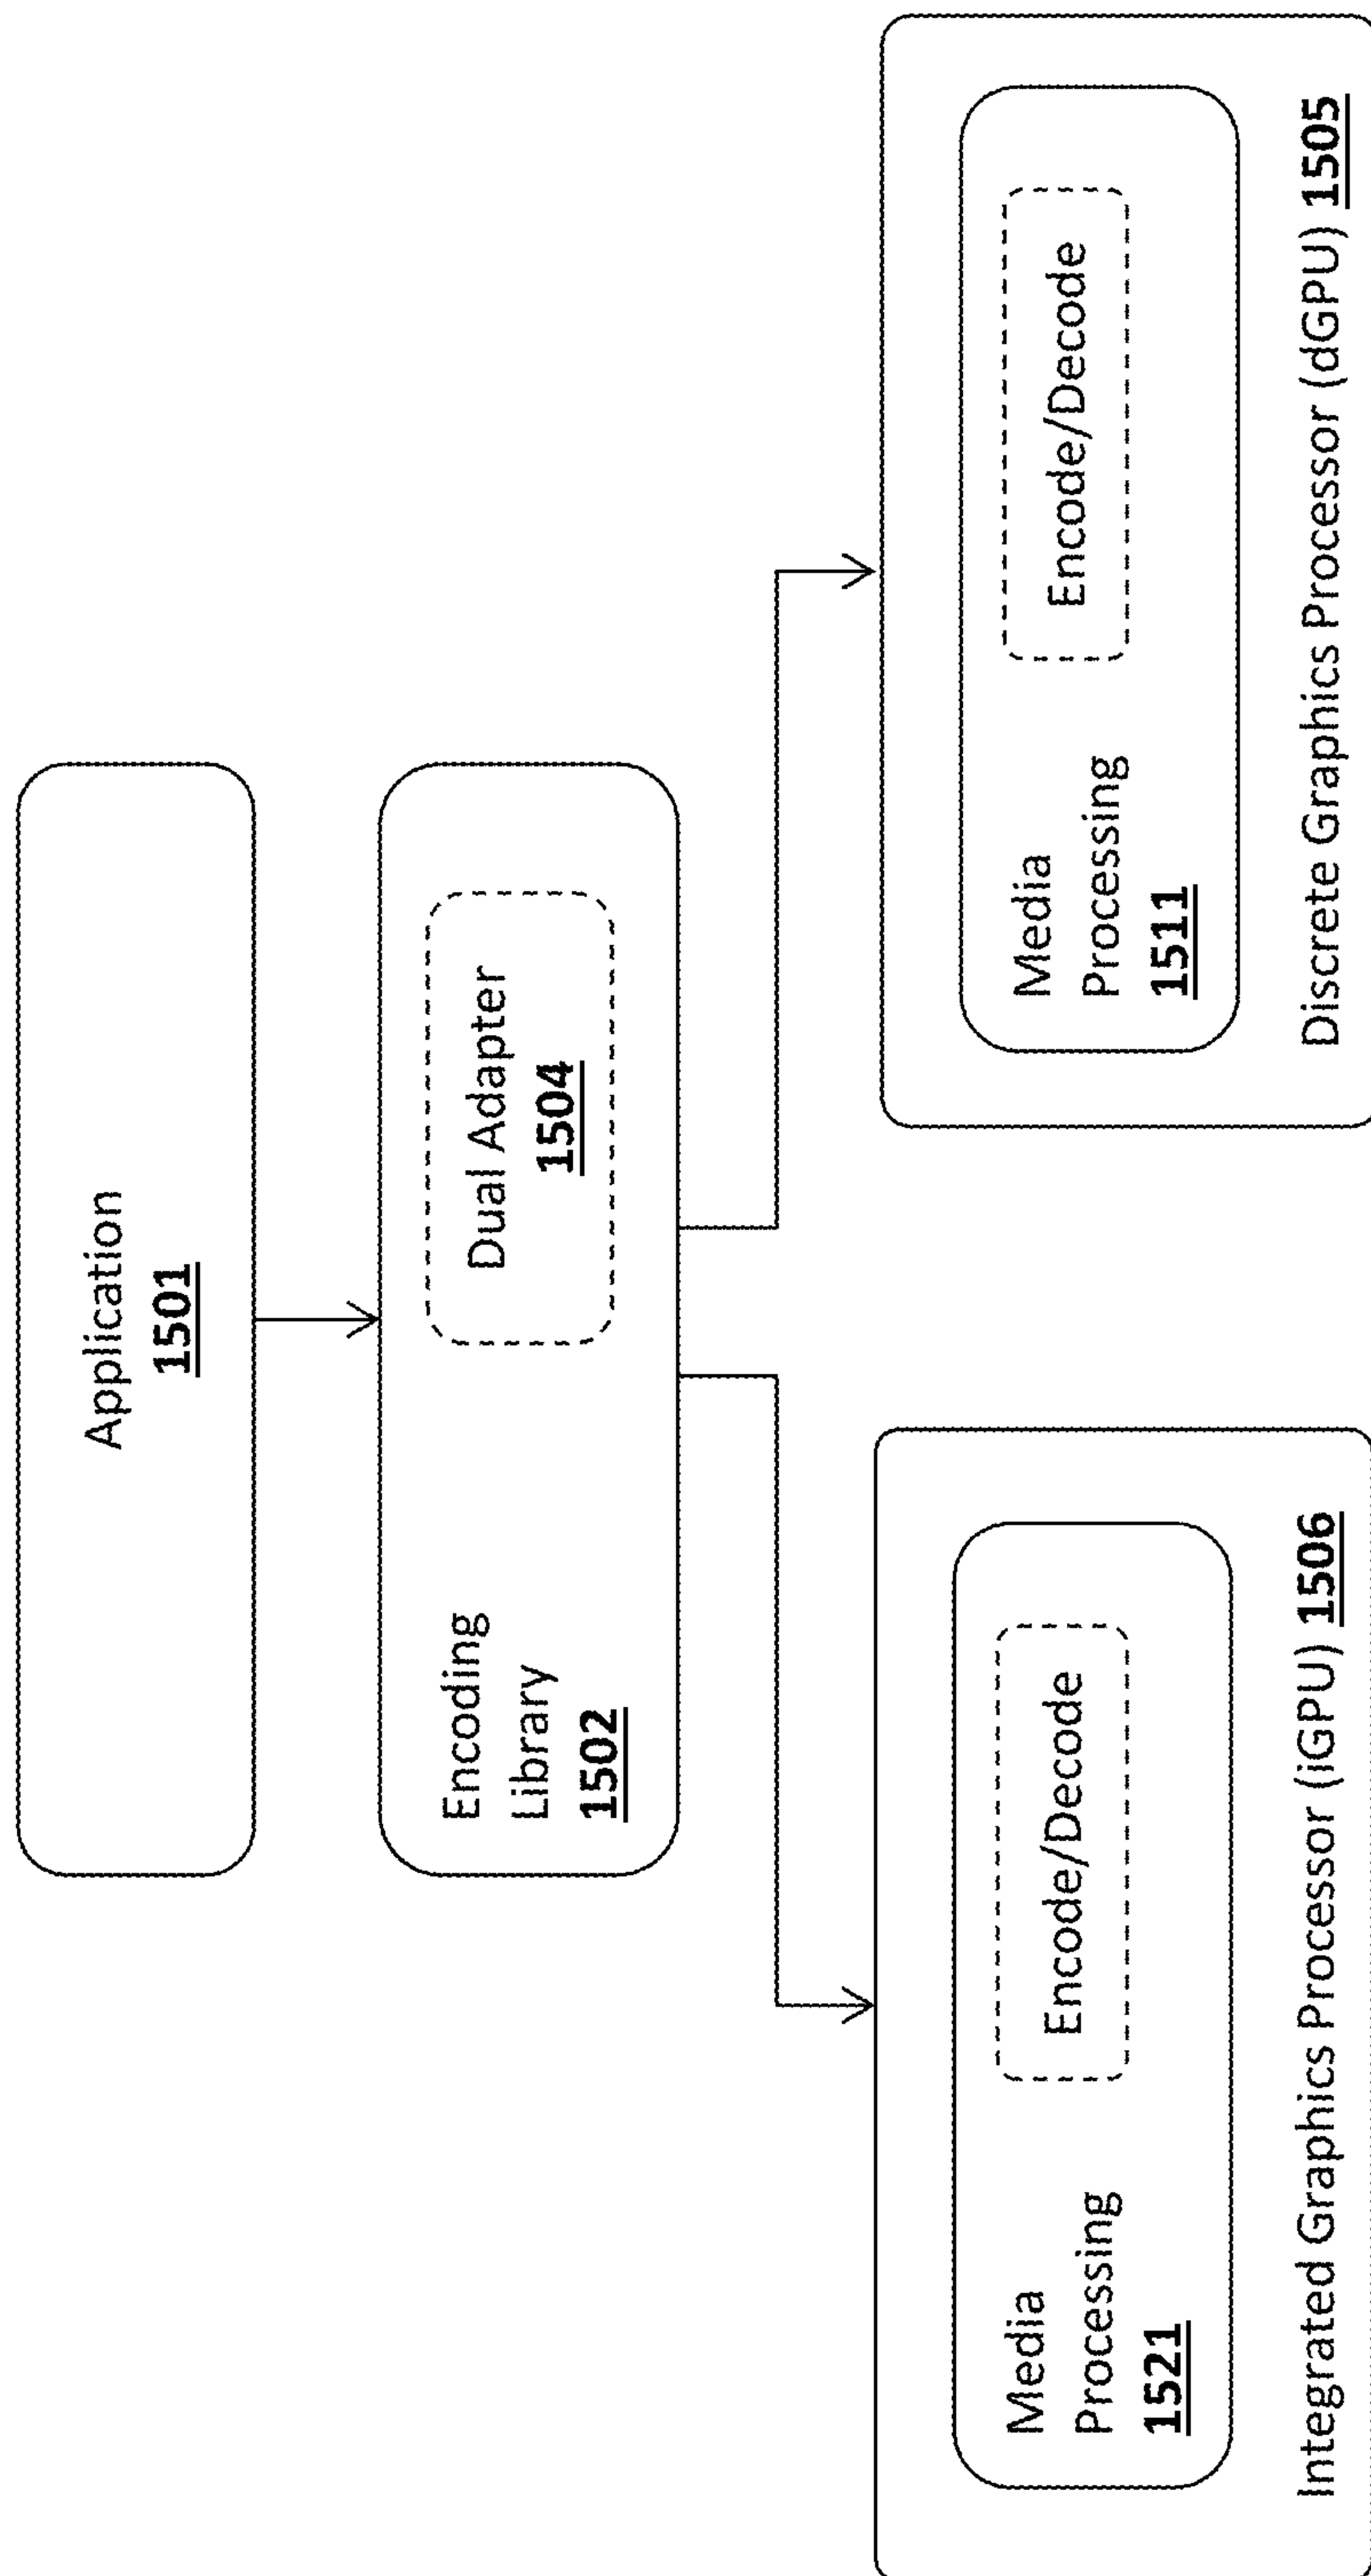 Application
1501
Encoding
Library
1502
Dual Adapter
1504
Media
Processing
1521
Encode/Decode
Integrated Graphics Processor (iGPU) 1506
Media
Processing
1511
Encode/Decode
Discrete Graphics Processor (dGPU) 1505